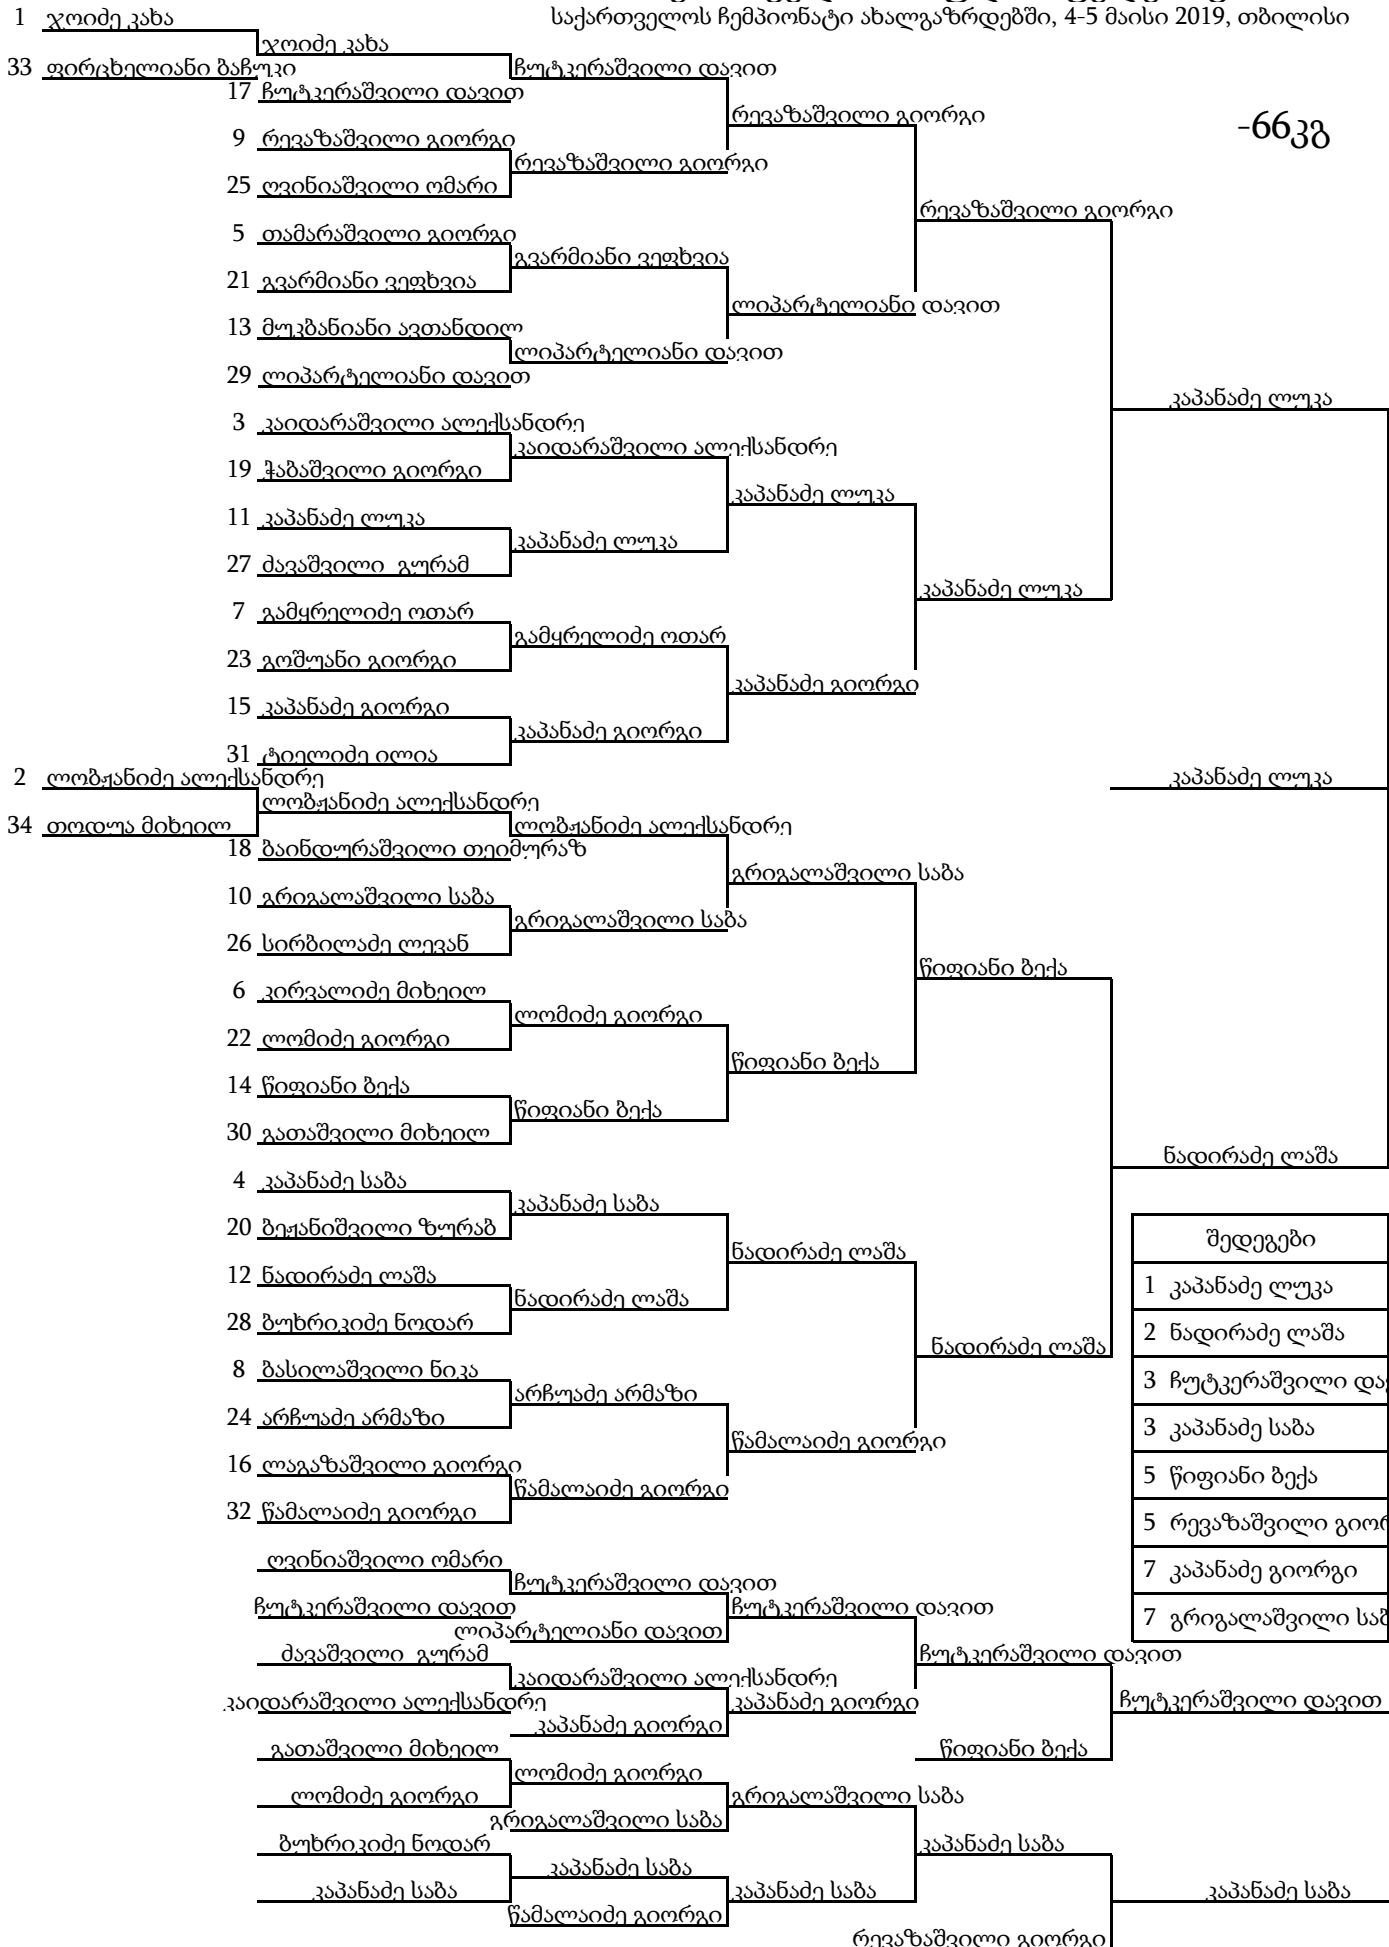 საქართველოს ჩემპიონატი ახალგაზრდებში, 4-5 მაისი 2019, თბილისი
-66კგ
1 ჯოიძე კახა
ჯოიძე კახა
33 ფირცხელიანი ბაჩუკი
ჩუტკერაშვილი დავით
17 ჩუტკერაშვილი დავით
რევაზაშვილი გიორგი
9 რევაზაშვილი გიორგი
რევაზაშვილი გიორგი
25 ღვინიაშვილი ომარი
რევაზაშვილი გიორგი
5 თამარაშვილი გიორგი
გვარმიანი ვეფხვია
21 გვარმიანი ვეფხვია
ლიპარტელიანი დავით
13 მუკბანიანი ავთანდილ
ლიპარტელიანი დავით
29 ლიპარტელიანი დავით
კაპანაძე ლუკა
3 კაიდარაშვილი ალექსანდრე
კაიდარაშვილი ალექსანდრე
19 ჭაბაშვილი გიორგი
კაპანაძე ლუკა
11 კაპანაძე ლუკა
კაპანაძე ლუკა
27 ძავაშვილი  გურამ
კაპანაძე ლუკა
7 გამყრელიძე ოთარ
გამყრელიძე ოთარ
23 გოშუანი გიორგი
კაპანაძე გიორგი
15 კაპანაძე გიორგი
კაპანაძე გიორგი
31 ტიელიძე ილია
2 ლობჟანიძე ალექსანდრე
კაპანაძე ლუკა
ლობჟანიძე ალექსანდრე
34 თოდუა მიხეილ
ლობჟანიძე ალექსანდრე
18 ბაინდურაშვილი თეიმურაზ
გრიგალაშვილი საბა
10 გრიგალაშვილი საბა
გრიგალაშვილი საბა
26 სირბილაძე ლევან
წიფიანი ბექა
6 კირვალიძე მიხეილ
ლომიძე გიორგი
22 ლომიძე გიორგი
წიფიანი ბექა
14 წიფიანი ბექა
წიფიანი ბექა
30 გათაშვილი მიხეილ
ნადირაძე ლაშა
4 კაპანაძე საბა
კაპანაძე საბა
20 ბეჟანიშვილი ზურაბ
ნადირაძე ლაშა
12 ნადირაძე ლაშა
ნადირაძე ლაშა
28 ბუხრიკიძე ნოდარ
ნადირაძე ლაშა
8 ბასილაშვილი ნიკა
არჩუაძე არმაზი
24 არჩუაძე არმაზი
წამალაიძე გიორგი
16 ლაგაზაშვილი გიორგი
წამალაიძე გიორგი
32 წამალაიძე გიორგი
შედეგები
1 კაპანაძე ლუკა
2 ნადირაძე ლაშა
3 ჩუტკერაშვილი და
3 კაპანაძე საბა
5 წიფიანი ბექა
5 რევაზაშვილი გიორ
7 კაპანაძე გიორგი
7 გრიგალაშვილი საბ
ღვინიაშვილი ომარი
ჩუტკერაშვილი დავით
ჩუტკერაშვილი დავით
ჩუტკერაშვილი დავით
ლიპარტელიანი დავით
ძავაშვილი  გურამ
ჩუტკერაშვილი დავით
კაიდარაშვილი ალექსანდრე
კაიდარაშვილი ალექსანდრე
კაპანაძე გიორგი
ჩუტკერაშვილი დავით
კაპანაძე გიორგი
გათაშვილი მიხეილ
წიფიანი ბექა
ლომიძე გიორგი
ლომიძე გიორგი
გრიგალაშვილი საბა
გრიგალაშვილი საბა
ბუხრიკიძე ნოდარ
კაპანაძე საბა
კაპანაძე საბა
კაპანაძე საბა
კაპანაძე საბა
კაპანაძე საბა
წამალაიძე გიორგი
რევაზაშვილი გიორგი